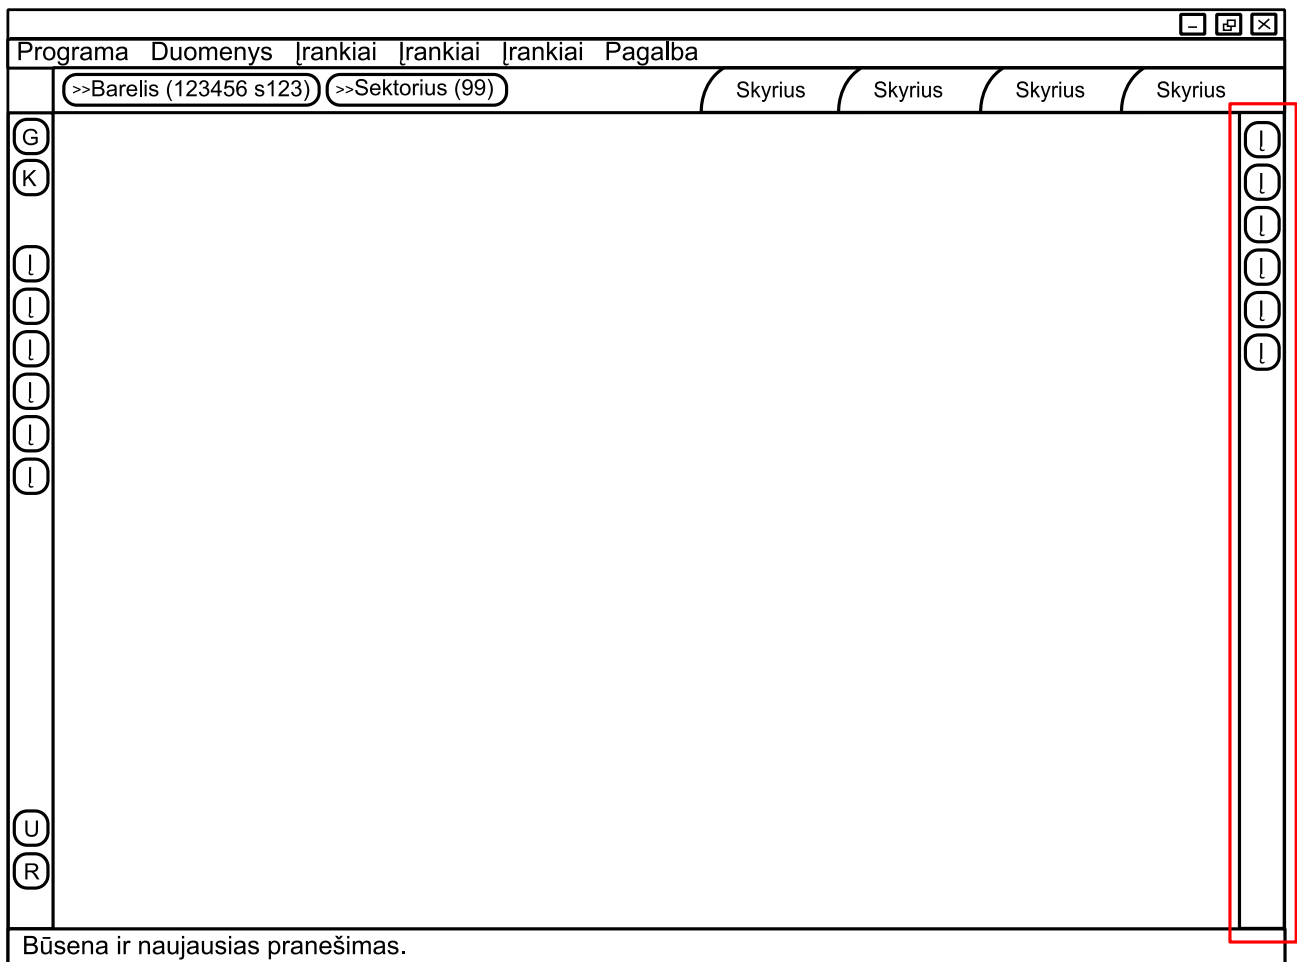 Programa Duomenys Įrankiai Įrankiai Įrankiai Pagalba
>>Barelis (123456 s123) >>Sektorius (99) Skyrius Skyrius Skyrius Skyrius
G
K
Į
Į
Į
Į
Į
Į
U
R
Į
Į
Į
Į
Į
Į
Būsena ir naujausias pranešimas.